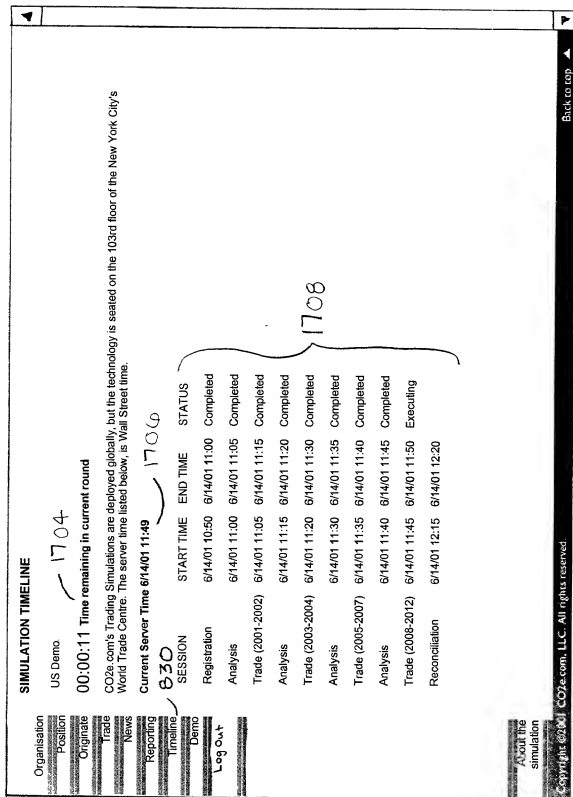 SIMULATION TIMELINE
US Demo.
1704
00:00:11 Time remaining in current round
CO2e.com's Trading Simulations are deployed globally, but the technology is seated on the 103rd floor of the New York City's
World Trade Centre. The server time listed below, is Wall Street time.
Current Server Time 6/14/01 11:49
1706
830
SESSION START TIME END TIME STATUS
Registration 6/14/01 10:50 6/14/01 11:00 Completed
Analysis 6/14/01 11:00 6/14/01 11:05 Completed
Trade (2001-2002) 6/14/01 11:05 6/14/01 11:15 Completed
Analysis 6/14/01 11:15 6/14/01 11:20 Completed
Trade (2003-2004) 6/14/01 11:20 6/14/01 11:30 Completed
Analysis 6/14/01 11:30 6/14/01 11:35 Completed
Trade (2005-2007) 6/14/01 11:35 6/14/01 11:40 Completed
Analysis 6/14/01 11:40 6/14/01 11:45 Completed
Trade (2008-2012) 6/14/01 11:45 6/14/01 11:50 Executing
Reconciliation 6/14/01 12:15 6/14/01 12:20
1708
Organisation
Position
Originate
Trade
News
Reporting
Timeline
Demo
Log Out
About the
simulation
Copyright ©2001 CO2e.com, LLC. All rights reserved.
Back to top